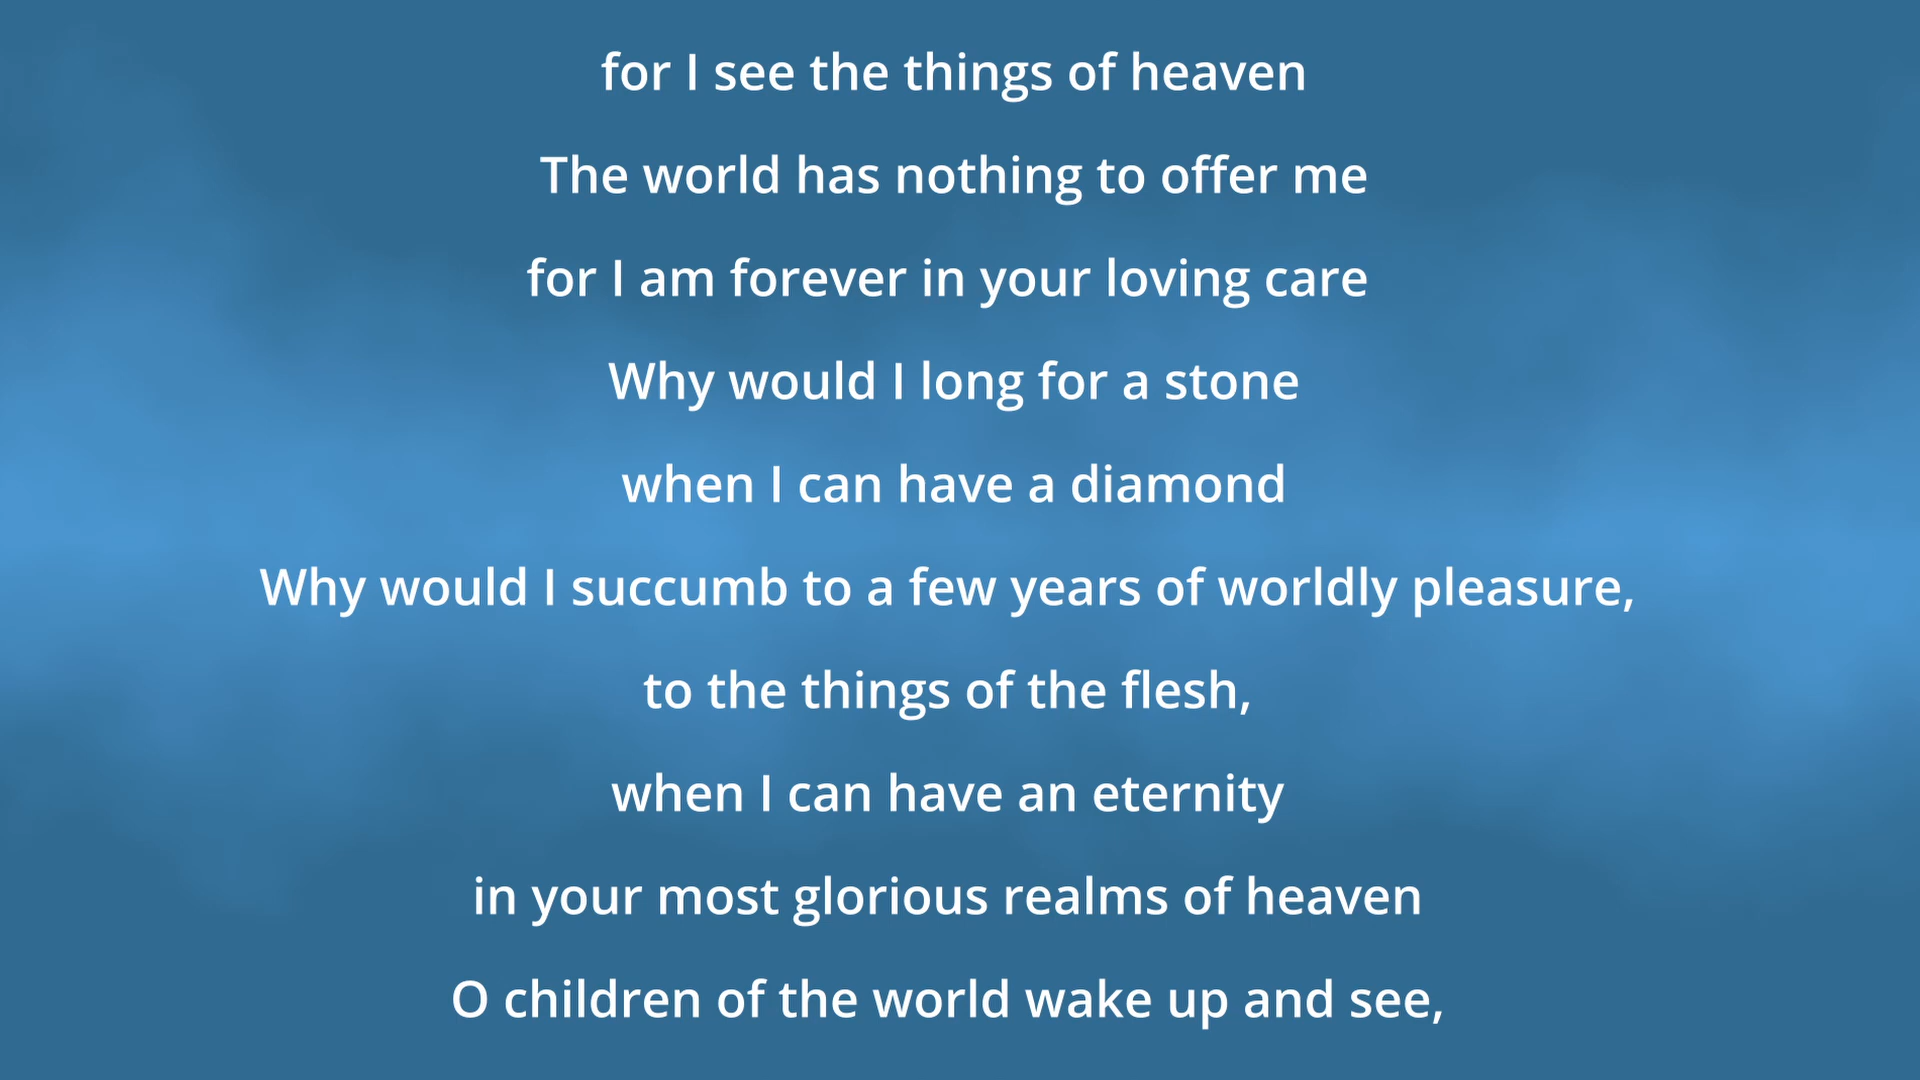 for I see the things of heaven
The world has nothing to offer me
for I am forever in your loving care
Why would I long for a stone
when I can have a diamond
Why would I succumb to a few years of worldly pleasure,
to the things of the flesh,
when I can have an eternity
in your most glorious realms of heaven
O children of the world wake up and see,